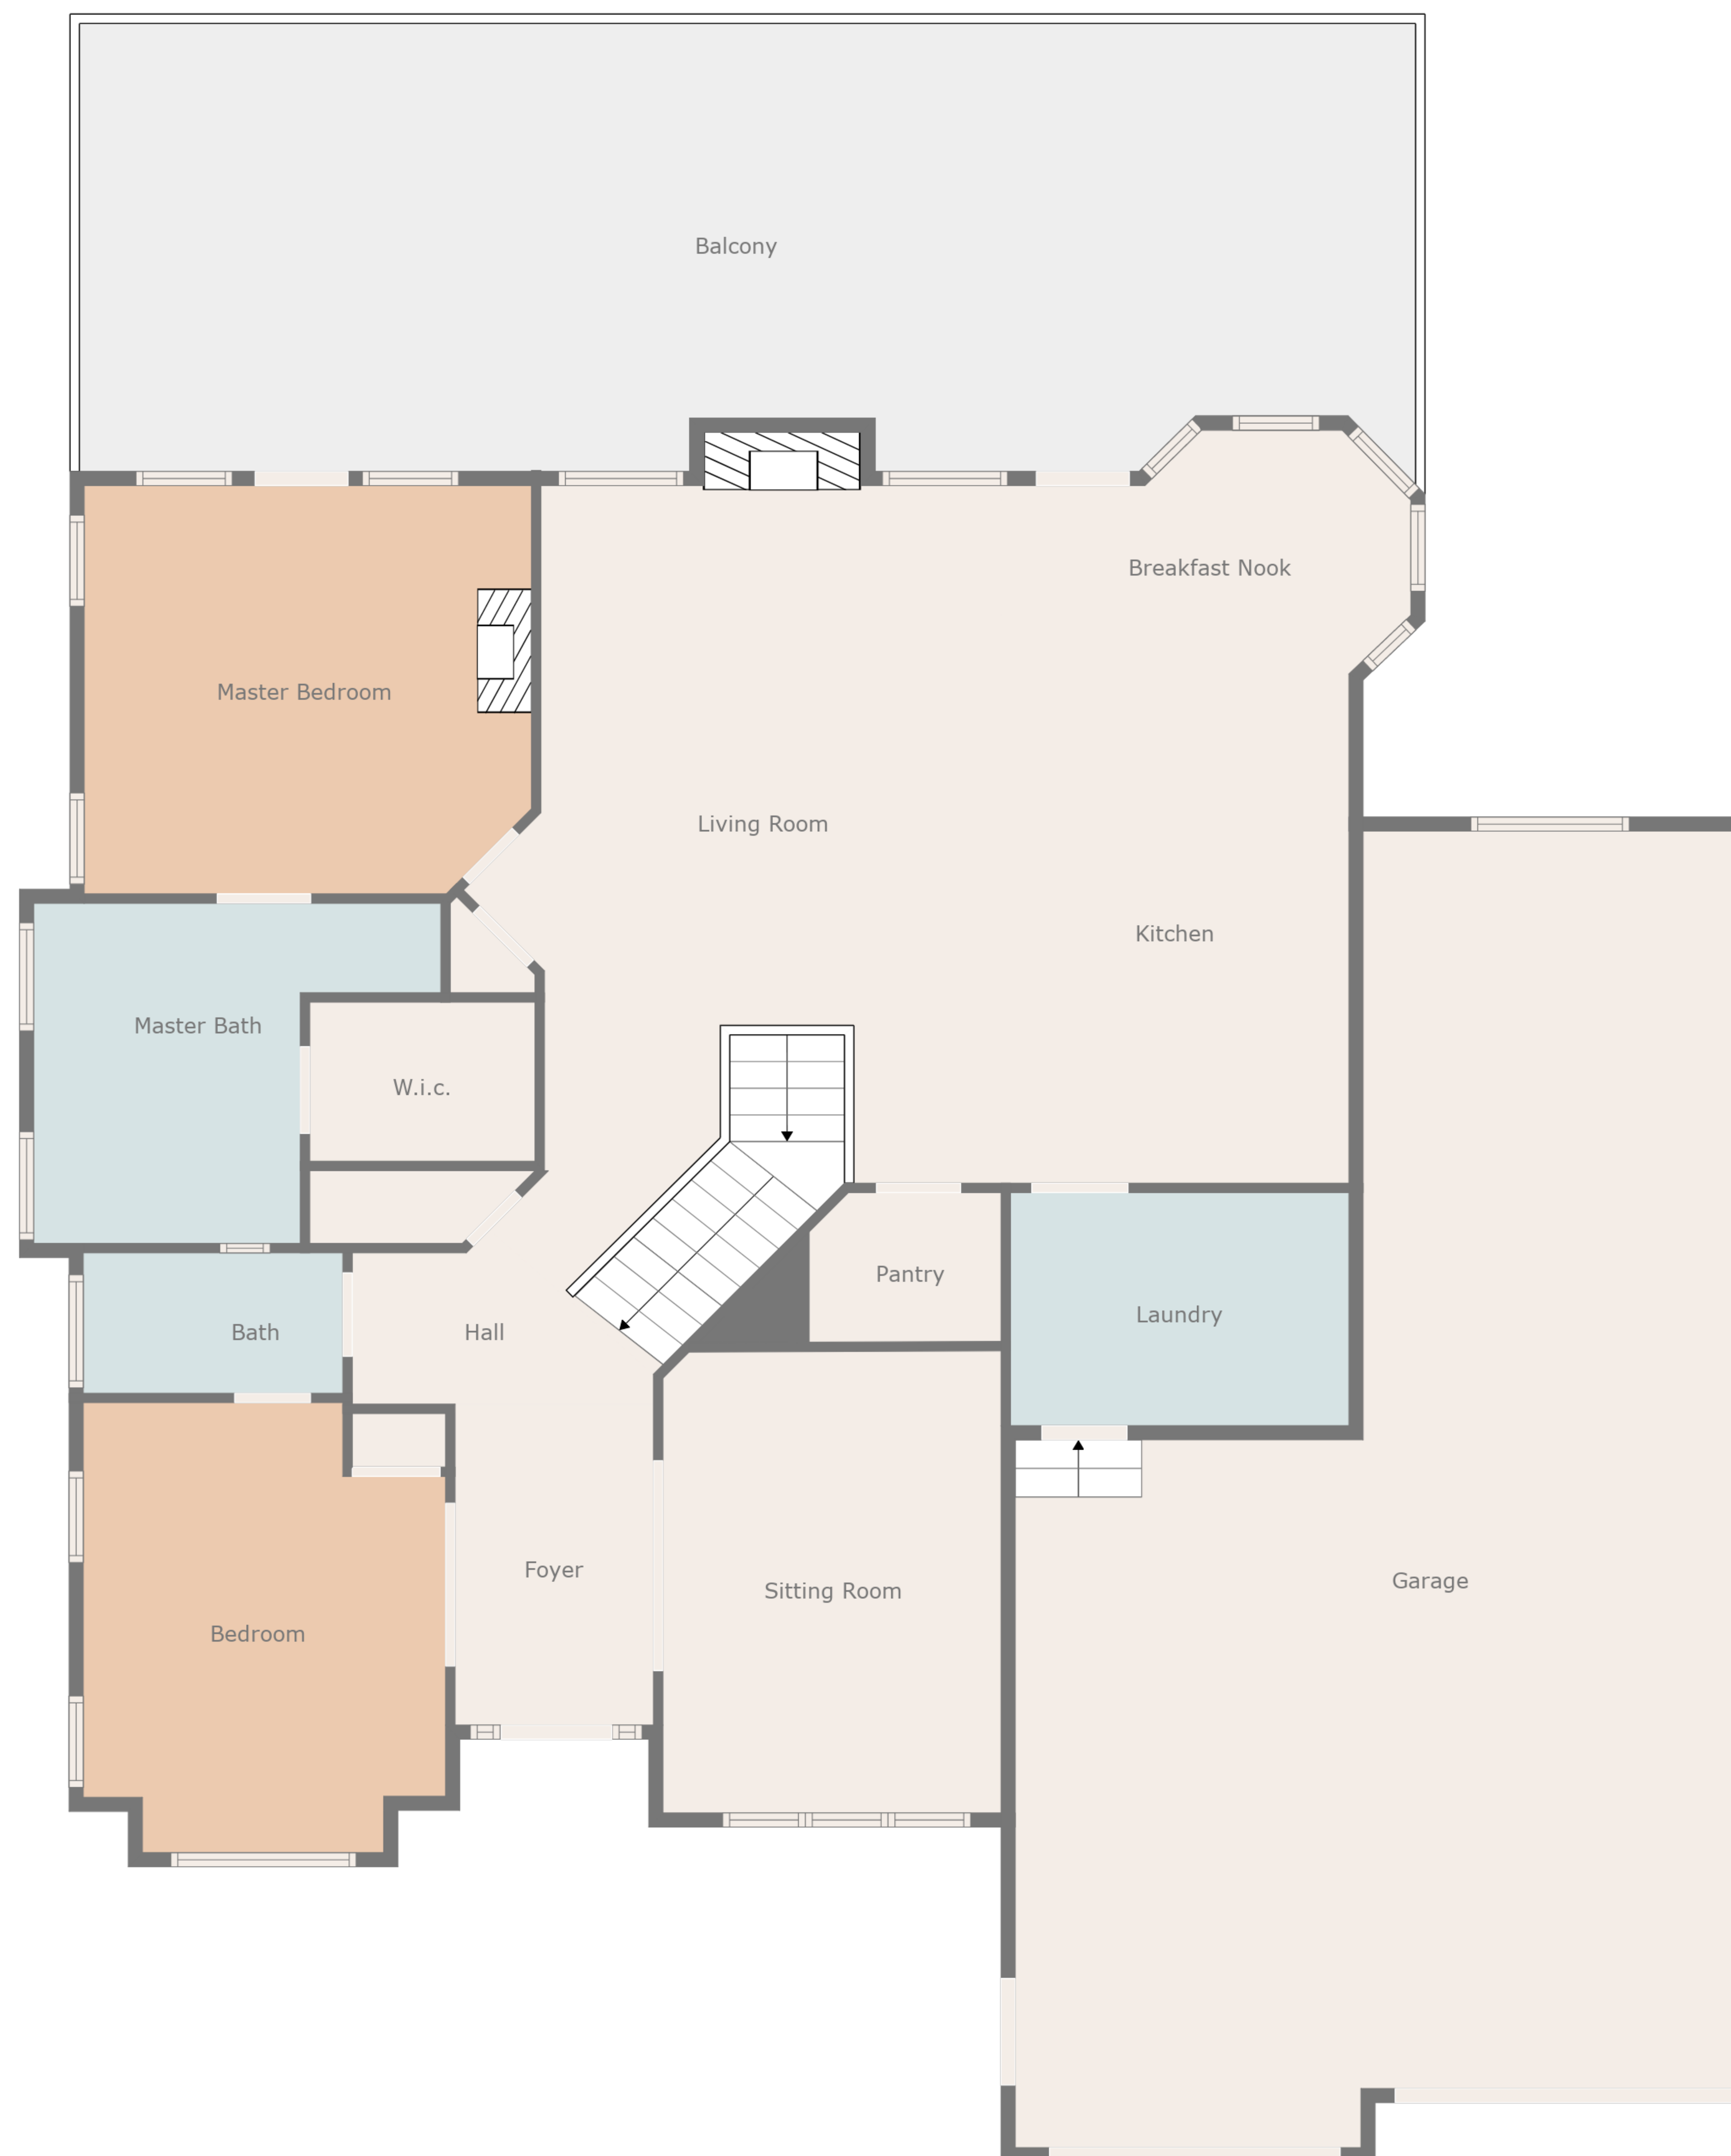 Balcony
Breakfast Nook
Master Bedroom
Living Room
Kitchen
Master Bath
W.i.c.
Pantry
Laundry
Bath
Hall
Foyer
Sitting Room
Garage
Bedroom